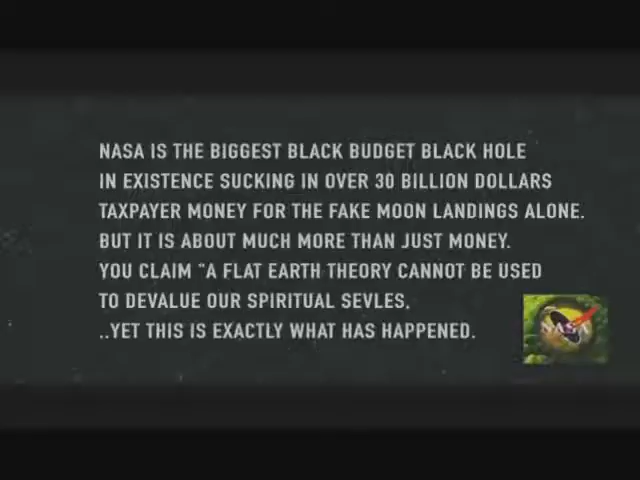 NASA IS THE BIGGEST BLACK BUDGET BLACK HOLE
IN EXISTENCE SUCKING IN OVER 30 BILLION DOLLARS
TAXPAYER MONEY FOR THE FAKE MOON LANDINGS ALONE.
BUT IT IS ABOUT MUCH MORE THAN JUST MONEY.
YOU CLAIM "A FLAT EARTH THEORY CANNOT BE USED
TO DEVALUE OUR SPIRITUAL SEVLES,
..YET THIS IS EXACTLY WHAT HAS HAPPENED.
NASA